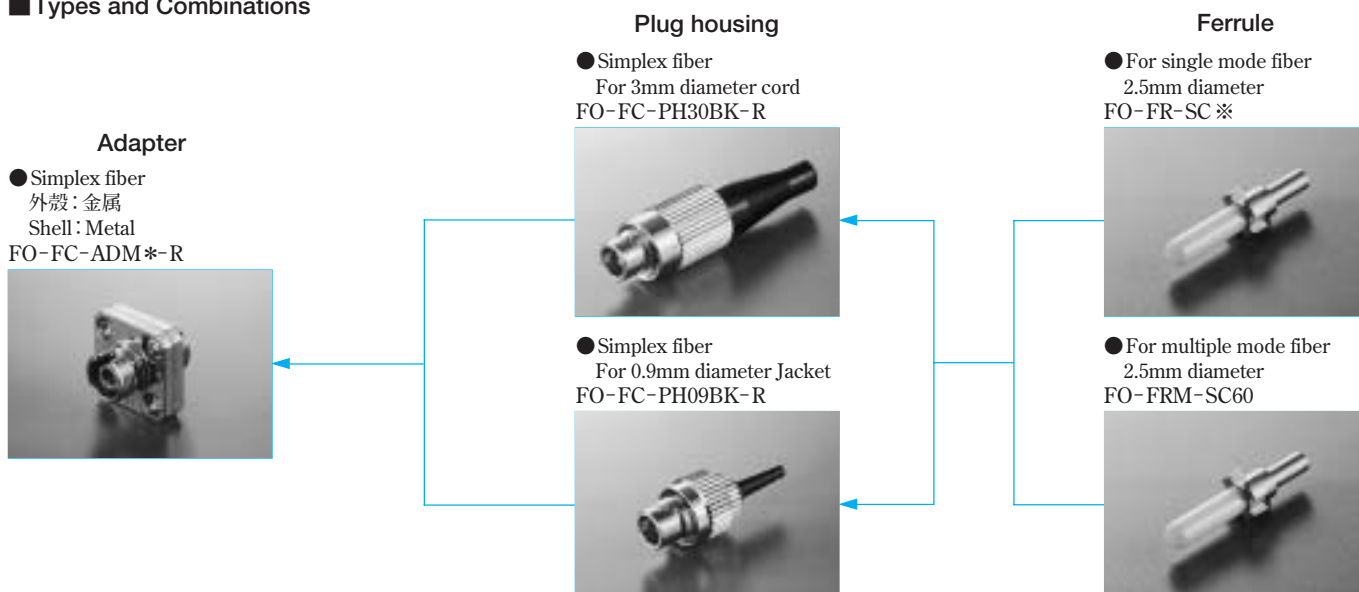 ■Types and Combinations
Adapter
●Simplex fiber
外殻：金属
Shell：Metal
FO-FC-ADM*-R
Plug housing
●Simplex fiber
For 3mm diameter cord
FO-FC-PH30BK-R
●Simplex fiber
For 0.9mm diameter Jacket
FO-FC-PH09BK-R
Ferrule
●For single mode fiber
2.5mm diameter
FO-FR-SC※
●For multiple mode fiber
2.5mm diameter
FO-FRM-SC60